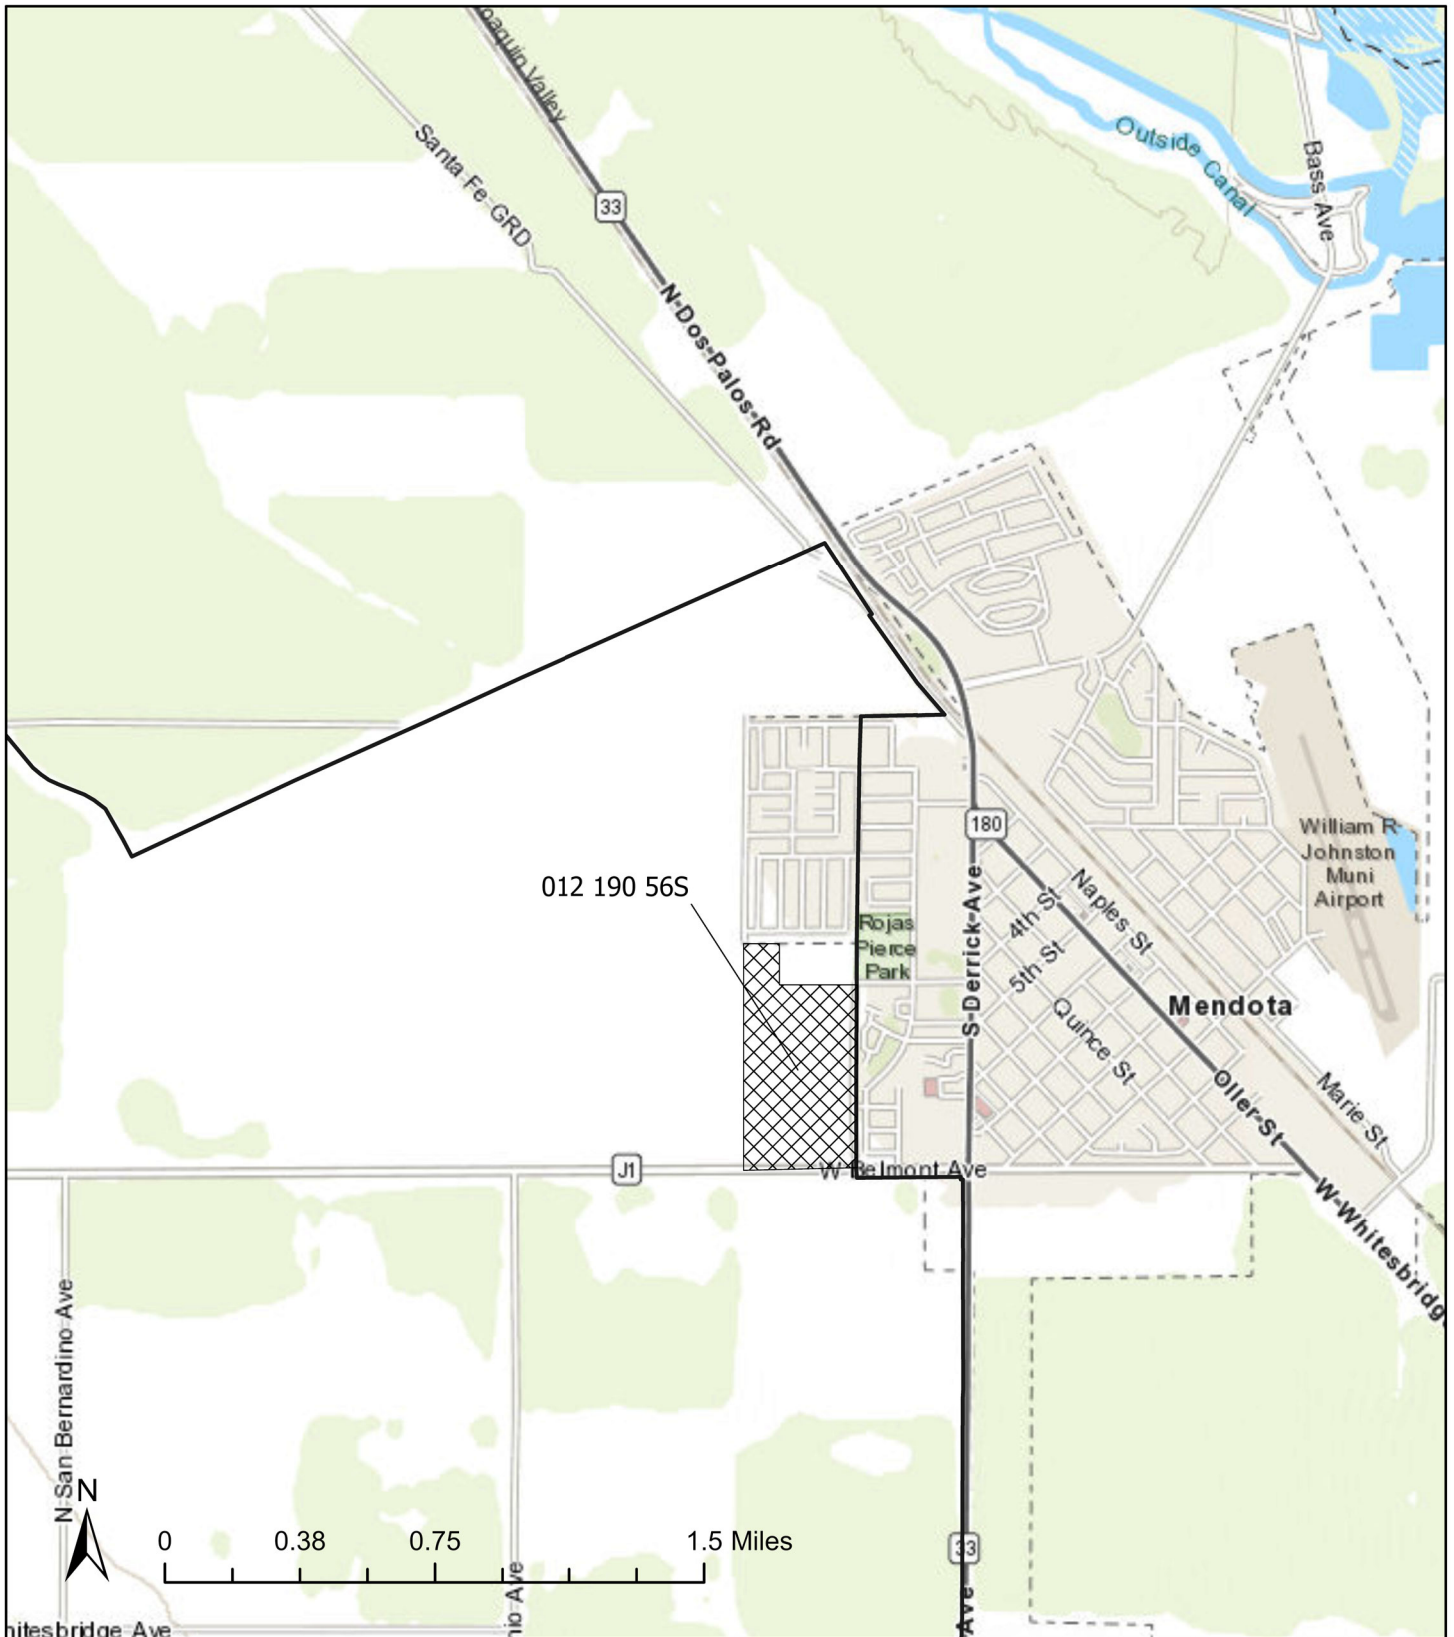 oaquin Valley
Outside Canal
Bass Ave
Santa Fe GRD
33
N Dos Palos Rd
180
William R
Johnston
Muni
Airport
012 190 56S
Naples St
4th St
Rojas
Pierce
Park
5th St
S Derrick Ave
Mendota
Quince St
Oller St
Marie St
J1
W Belmont Ave
W Whitesbridge
N San Bernardino Ave
N
0 0.38 0.75 1.5 Miles
33
nio Ave
Ave
hitesbridge Ave